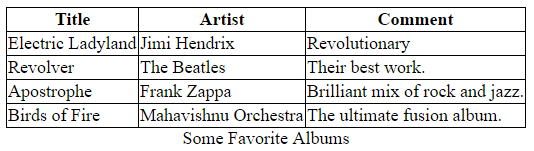 Title Artist Comment
Electric Ladyland Jimi Hendrix Revolutionary
Revolver The Beatles Their best work.
Apostrophe Frank Zappa Brilliant mix of rock and jazz.
Birds of Fire Mahavishnu Orchestra The ultimate fusion album.
Some Favorite Albums